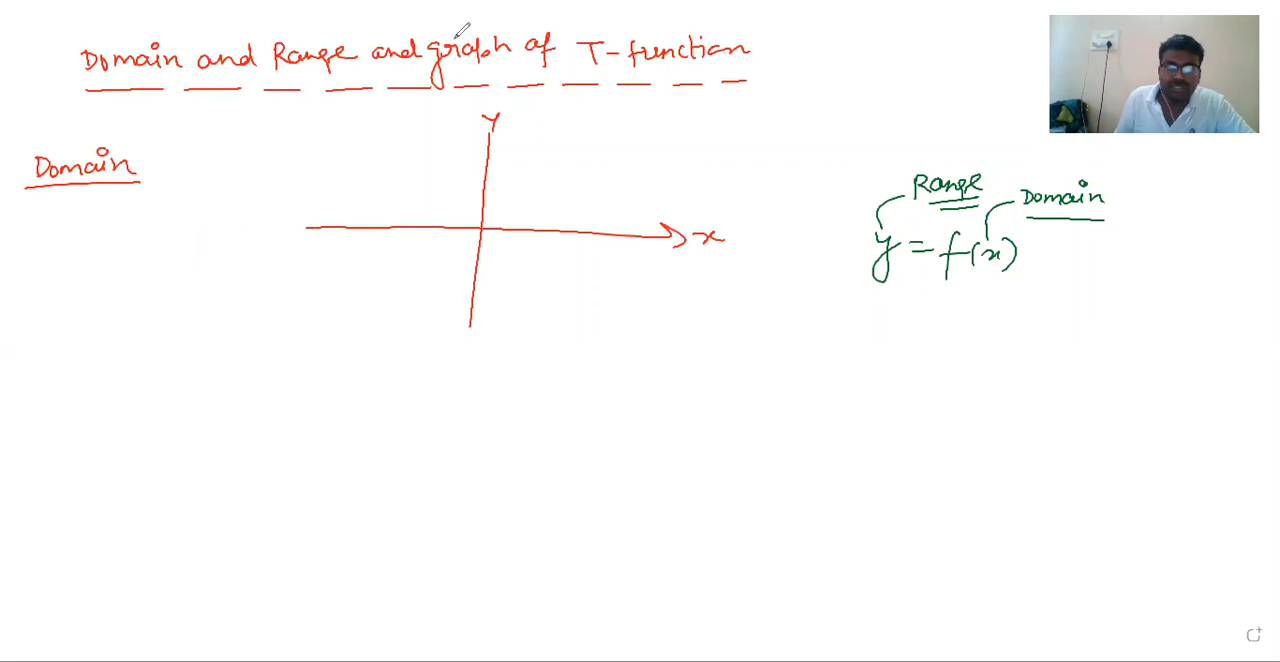 Domain and Range and graph of T-function
Y
Domain
x
Range
Domain
y = f(x)